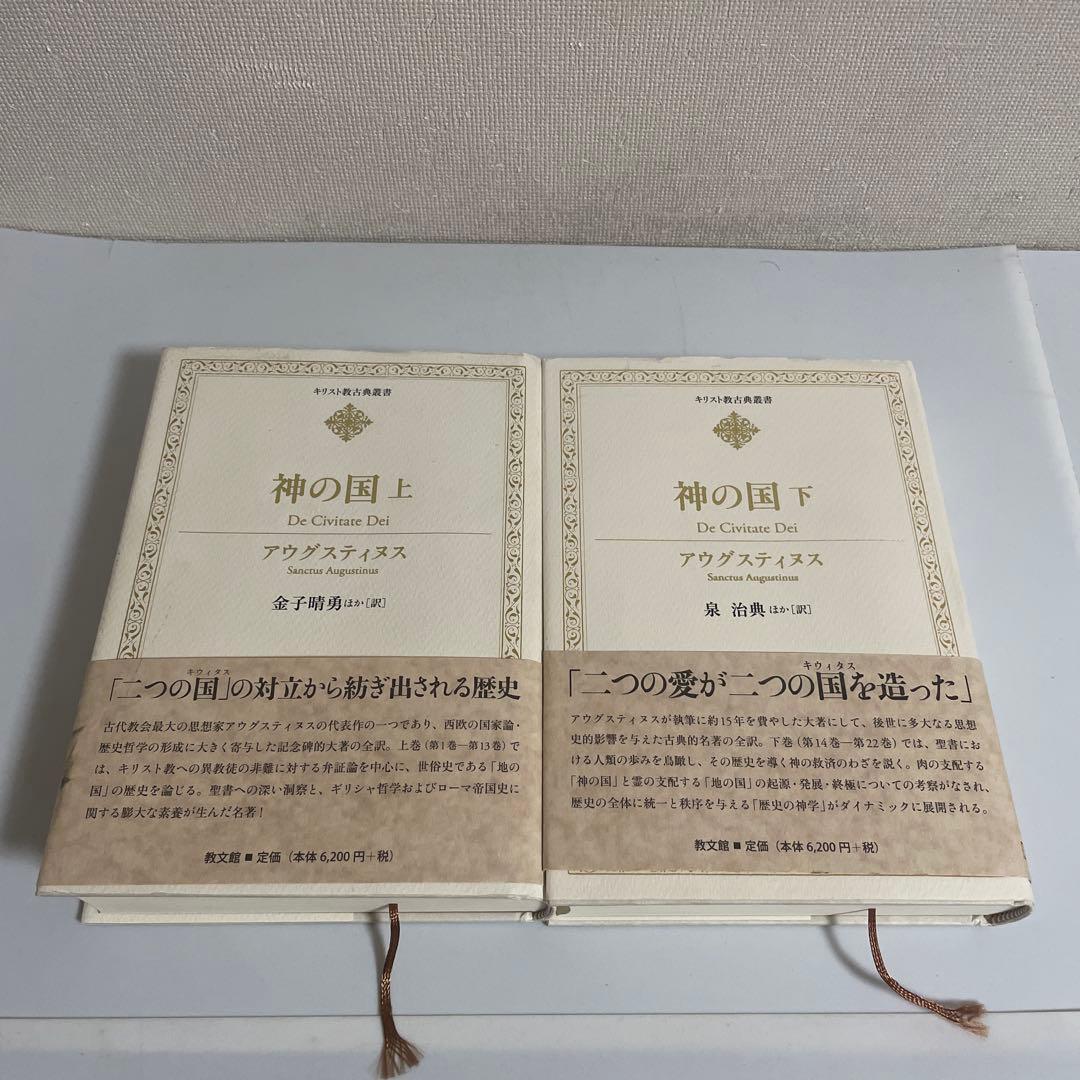 キリスト教古典叢書
神の国 上
De Civitate Dei
アウグスティヌス
Sanctus Augustinus
金子晴勇ほか[訳]
キウィタス
「二つの国」の対立から紡ぎ出される歴史
古代教会最大の思想家アウグスティヌスの代表作の一つであり、西欧の国家論・
歴史哲学の形成に大きく寄与した記念碑的大著の全訳。上巻(第1巻―第13巻)で
は、キリスト教への異教徒の非難に対する弁証論を中心に、世俗史である「地の
国」の歴史を論じる。聖書への深い洞察と、ギリシャ哲学およびローマ帝国史に
関する膨大な素養が生んだ名著!
教文館 ■ 定価(本体6,200円+税)
キリスト教古典叢書
神の国 下
De Civitate Dei
アウグスティヌス
Sanctus Augustinus
泉 治典ほか[訳]
キウィタス
「二つの愛が二つの国を造った」
アウグスティヌスが執筆に約15年を費やした大著にして、後世に多大なる思想
史的影響を与えた古典的名著の全訳。下巻(第14巻―第22巻)では、聖書にお
ける人類の歩みを鳥瞰し、その歴史を導く神の救済のわざを説く。肉の支配する
「神の国」と霊の支配する「地の国」の起源・発展・終極についての考察がなされ、
歴史の全体に統一と秩序を与える「歴史の神学」がダイナミックに展開される。
教文館 ■ 定価(本体6,200円+税)